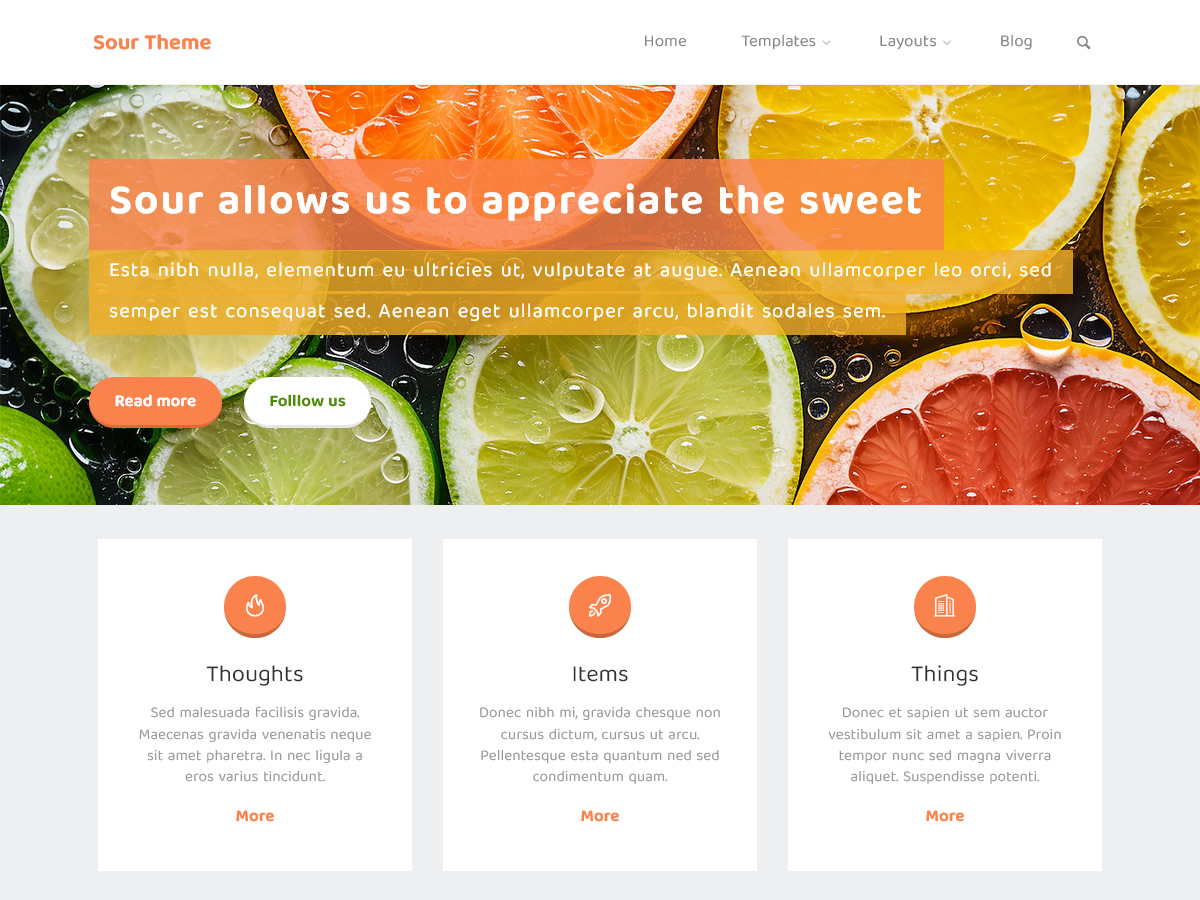 Sour Theme
Home Templates Layouts Blog
Sour allows us to appreciate the sweet
Esta nibh nulla, elementum eu ultricies ut, vulputate at augue. Aenean ullamcorper leo orci, sed
semper est consequat sed. Aenean eget ullamcorper arcu, blandit sodales sem.
Read more Folllow us
Thoughts
Sed malesuada facilisis gravida.
Maecenas gravida venenatis neque
sit amet pharetra. In nec ligula a
eros varius tincidunt.
More
Items
Donec nibh mi, gravida chesque non
cursus dictum, cursus ut arcu.
Pellentesque esta quantum ned sed
condimentum quam.
More
Things
Donec et sapien ut sem auctor
vestibulum sit amet a sapien. Proin
tempor nunc sed magna viverra
aliquet. Suspendisse potenti.
More